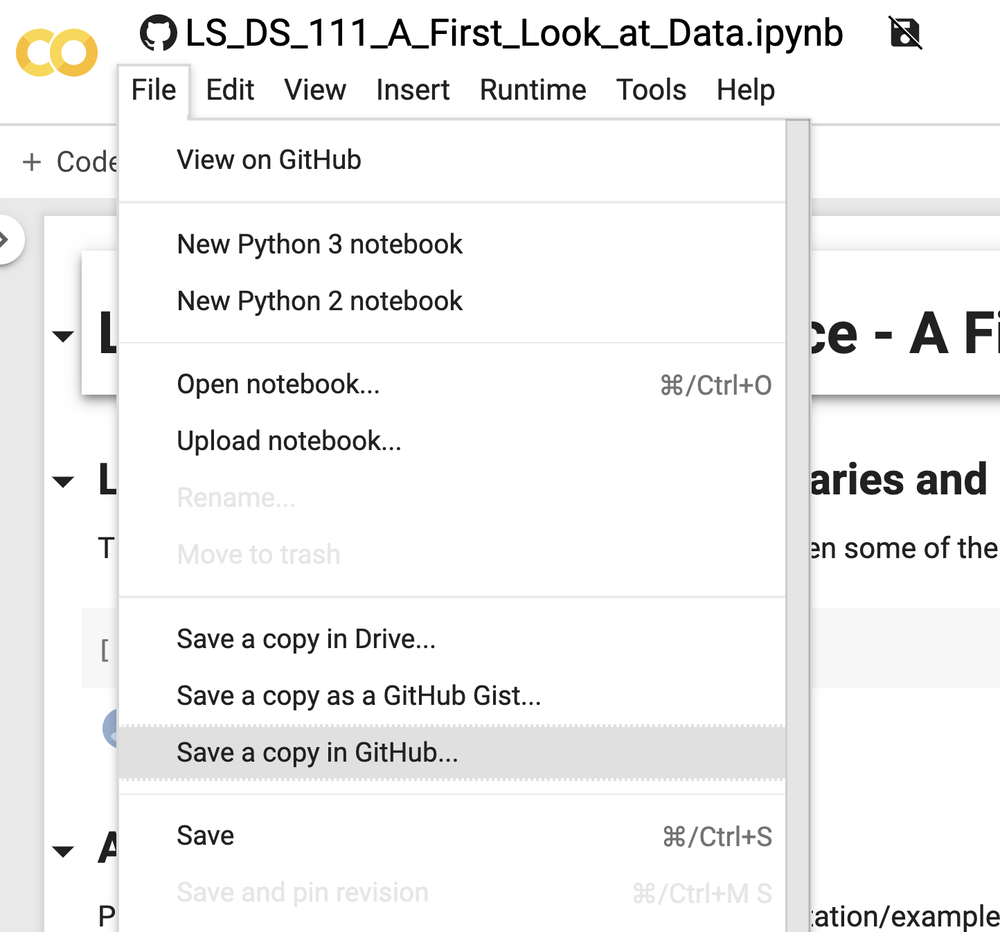 LS_DS_111_A_First_Look_at_Data.ipynb
File Edit View Insert Runtime Tools Help
+ Code
View on GitHub
New Python 3 notebook
New Python 2 notebook
ce - A Fi
Open notebook... ⌘/Ctrl+O
Upload notebook...
aries and
Rename...
Move to trash
T
en some of the
Save a copy in Drive...
[
Save a copy as a GitHub Gist...
Save a copy in GitHub...
Save ⌘/Ctrl+S
A
Save and pin revision ⌘/Ctrl+M S
P
tation/example